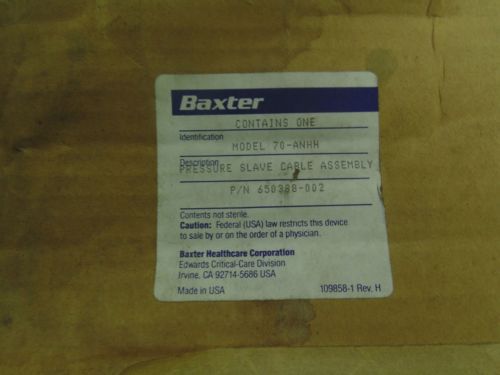 Baxter
CONTAINS ONE
Identification
MODEL 70-ANHH
Description
PRESSURE SLAVE CABLE ASSEMBLY
P/N 650388-002
Contents not sterile.
Caution: Federal (USA) law restricts this device
to sale by or on the order of a physician.
Baxter Healthcare Corporation
Edwards Critical-Care Division
Irvine, CA 92714-5686 USA
Made in USA
109858-1 Rev. H